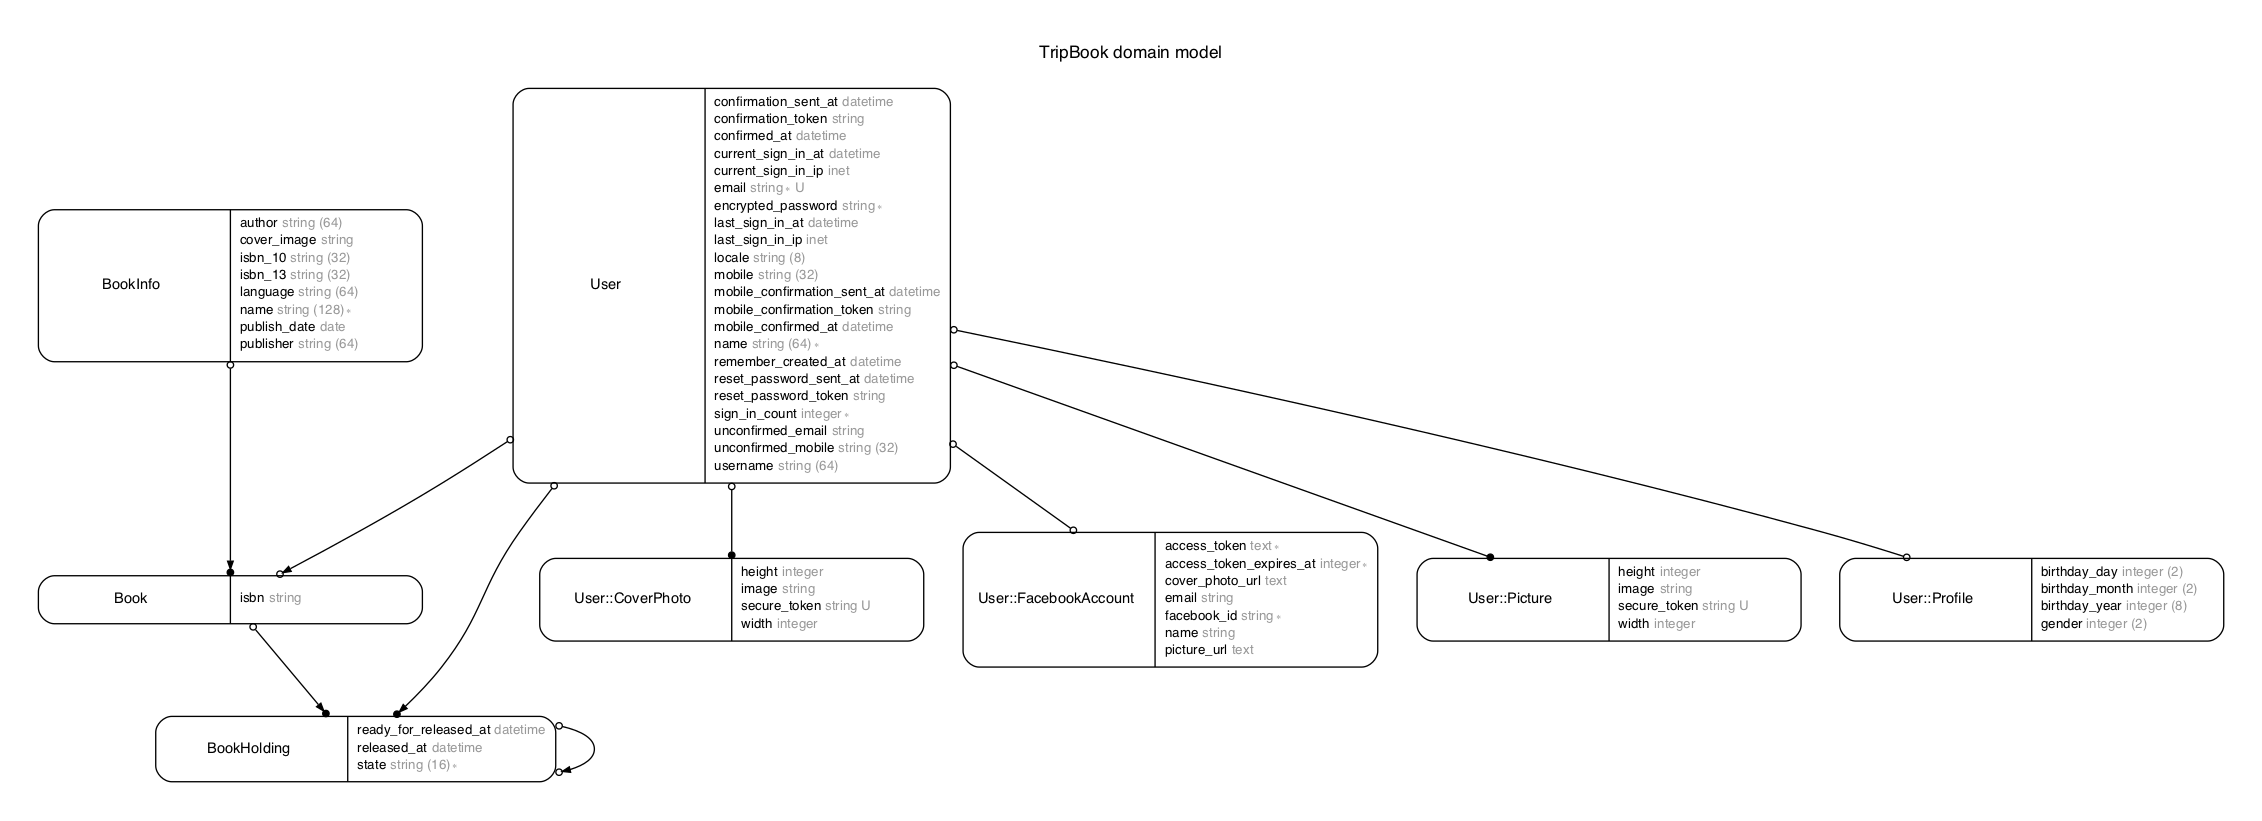 TripBook domain model
BookInfo
author string (64)
cover_image string
isbn_10 string (32)
isbn_13 string (32)
language string (64)
name string (128) *
publish_date date
publisher string (64)
User
confirmation_sent_at datetime
confirmation_token string
confirmed_at datetime
current_sign_in_at datetime
current_sign_in_ip inet
email string * U
encrypted_password string *
last_sign_in_at datetime
last_sign_in_ip inet
locale string (8)
mobile string (32)
mobile_confirmation_sent_at datetime
mobile_confirmation_token string
mobile_confirmed_at datetime
name string (64) *
remember_created_at datetime
reset_password_sent_at datetime
reset_password_token string
sign_in_count integer *
unconfirmed_email string
unconfirmed_mobile string (32)
username string (64)
Book
isbn string
User::CoverPhoto
height integer
image string
secure_token string U
width integer
User::FacebookAccount
access_token text *
access_token_expires_at integer *
cover_photo_url text
email string
facebook_id string *
name string
picture_url text
User::Picture
height integer
image string
secure_token string U
width integer
User::Profile
birthday_day integer (2)
birthday_month integer (2)
birthday_year integer (8)
gender integer (2)
BookHolding
ready_for_released_at datetime
released_at datetime
state string (16) *